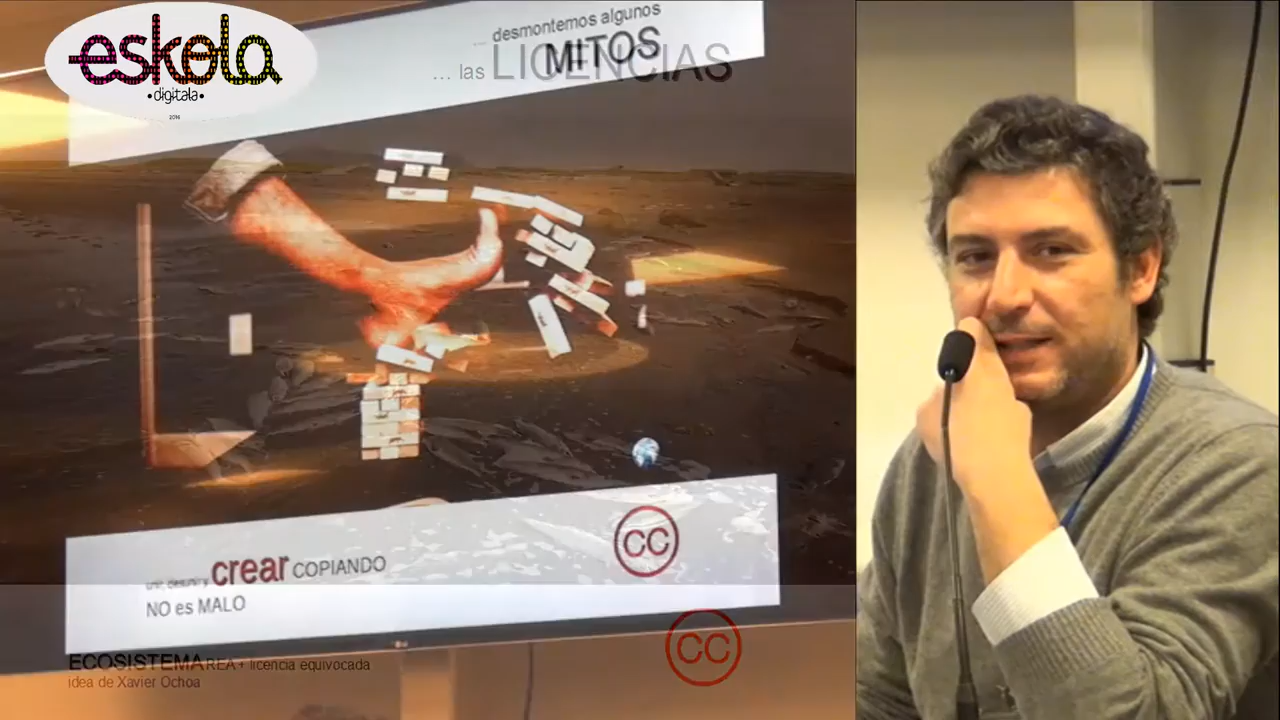 eskola
•digitala•
2016
... desmontemos algunos
MITOS
... las LICENCIAS
CC
crear COPIANDO
NO es MALO
CC
ECOSISTEMA REA + licencia equivocada
idea de Xavier Ochoa